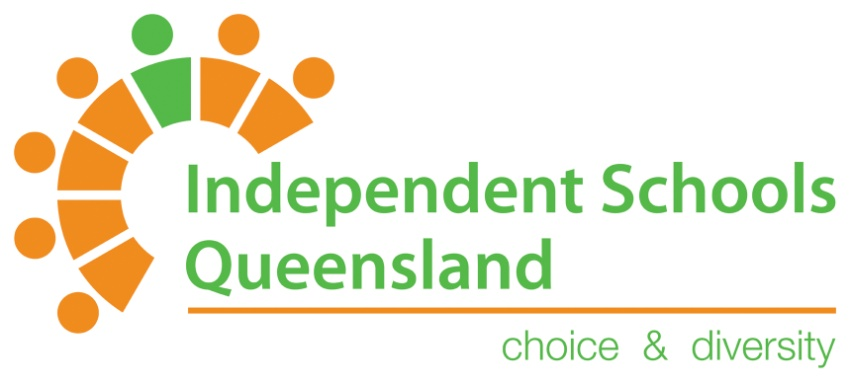 Independent Schools
Queensland
choice & diversity